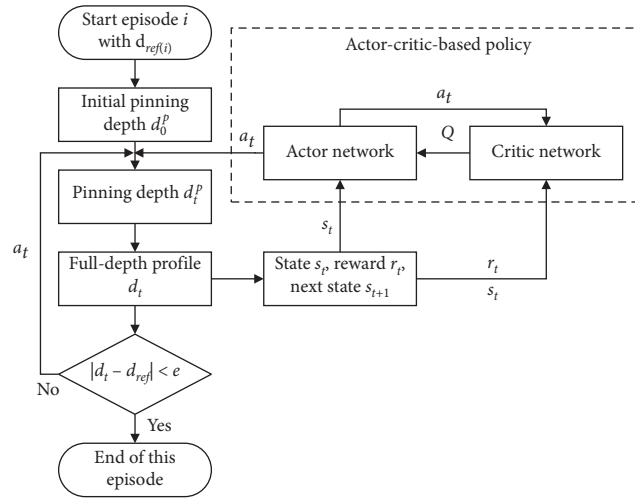 Start episode i
with d_ref(i)
Actor-critic-based policy
Initial pinning
depth d_0^p
a_t
a_t
Q
Actor network
Critic network
Pinning depth d_t^p
a_t
s_t
Full-depth profile
d_t
State s_t, reward r_t,
next state s_{t+1}
r_t
s_t
|d_t – d_ref| < e
No
Yes
End of this
episode